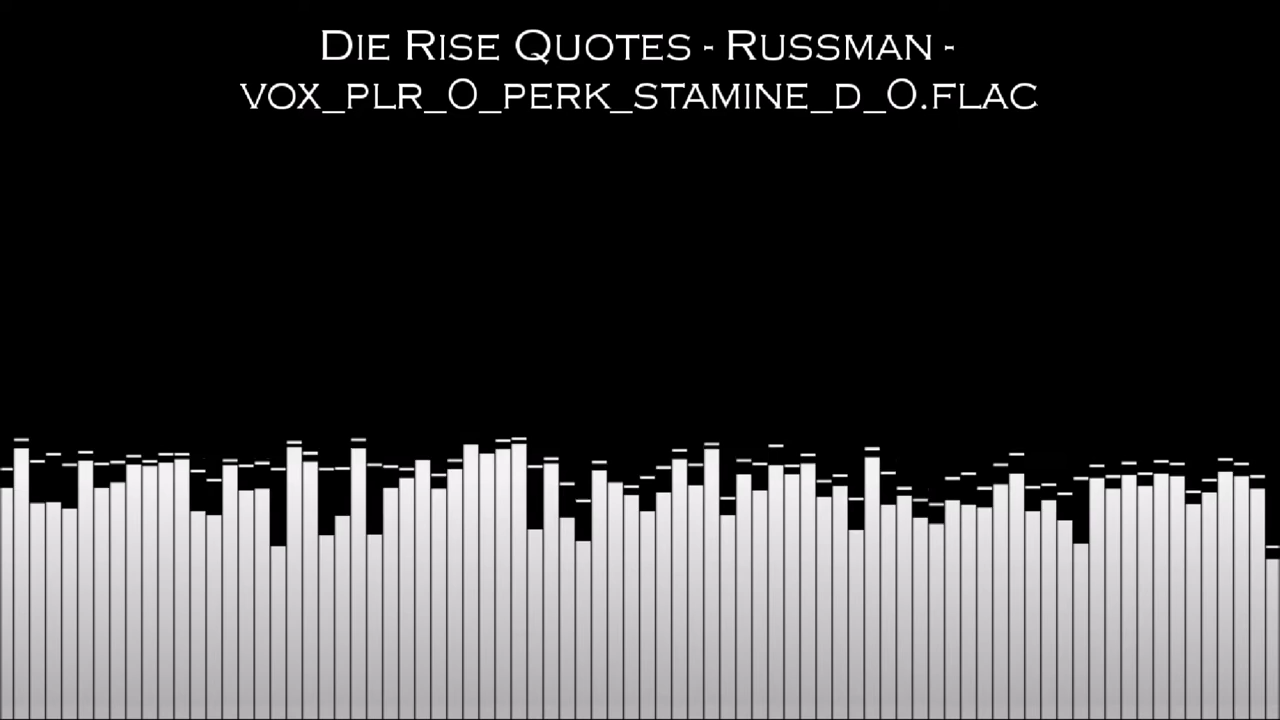 Die Rise Quotes - Russman -
vox_plr_0_perk_stamine_d_0.flac